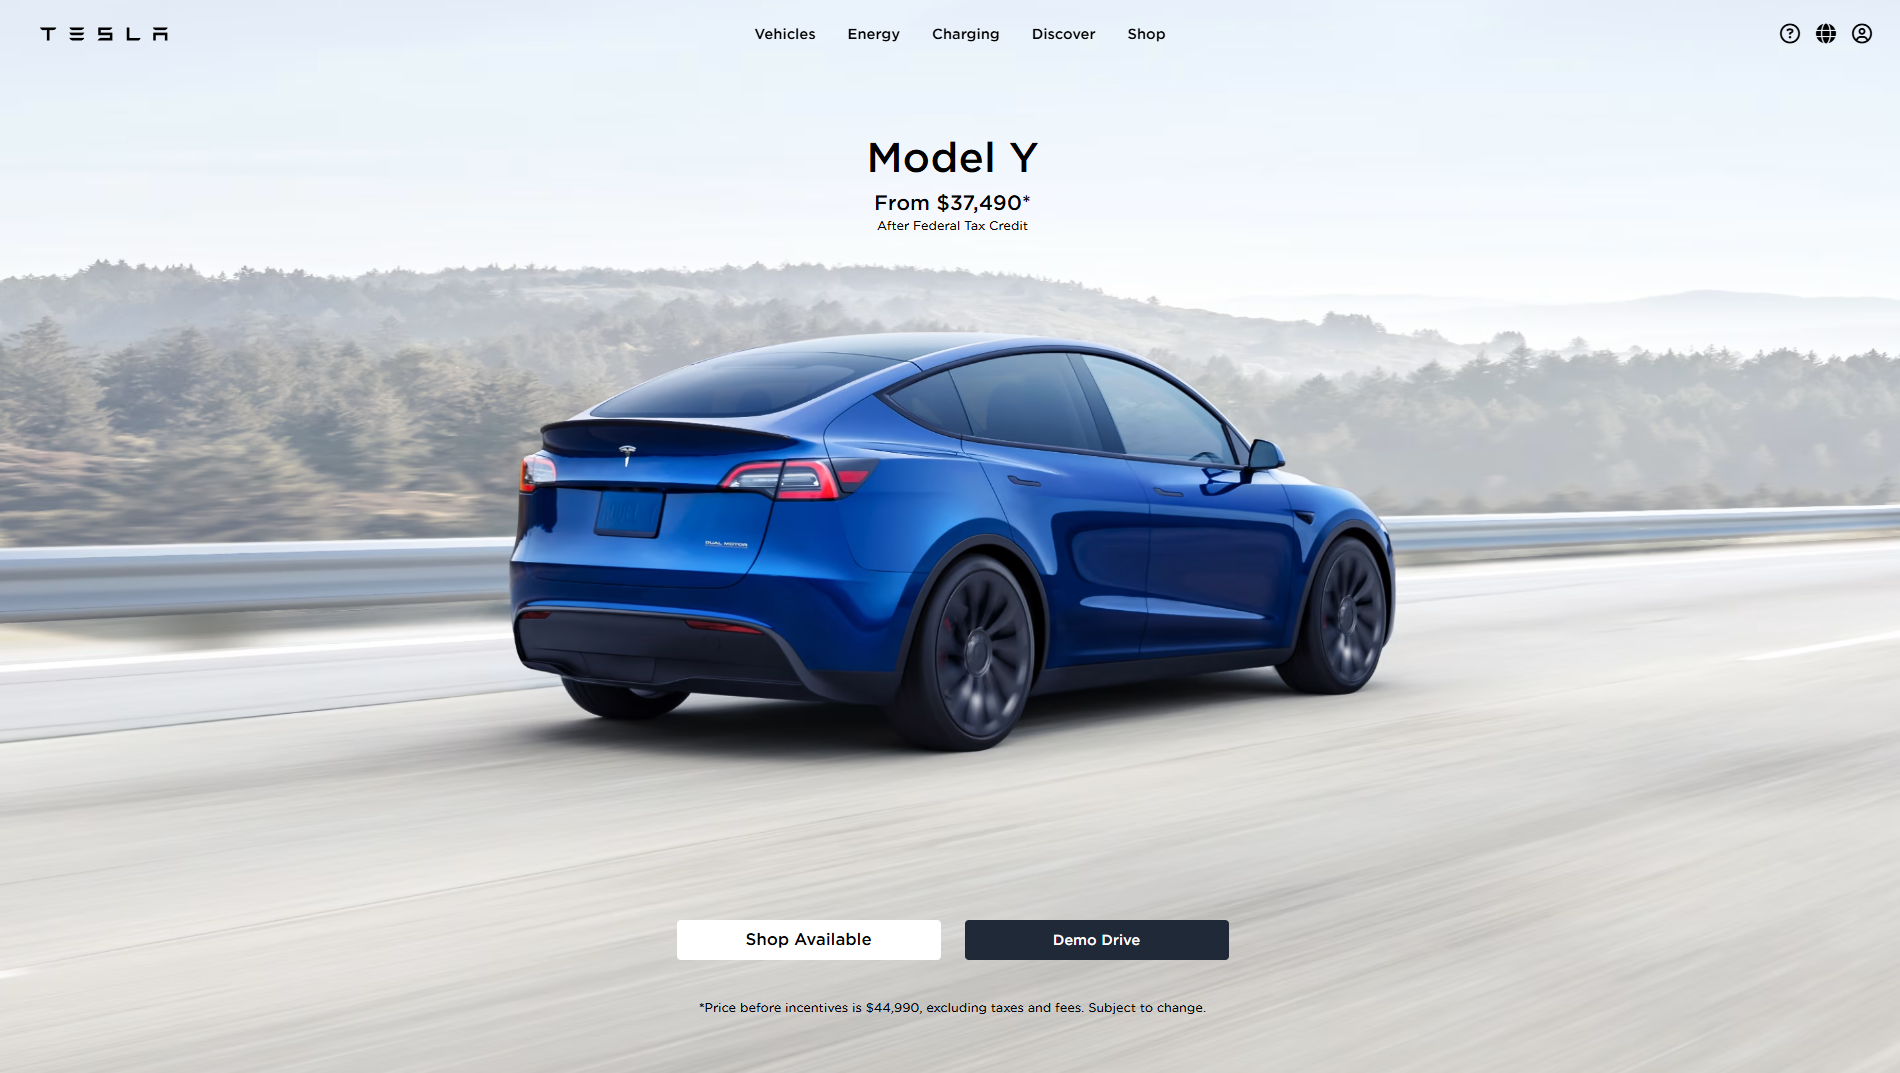 TESLA
Vehicles
Energy
Charging
Discover
Shop
Model Y
From $37,490*
After Federal Tax Credit
DUAL MOTOR
Shop Available
Demo Drive
*Price before incentives is $44,990, excluding taxes and fees. Subject to change.